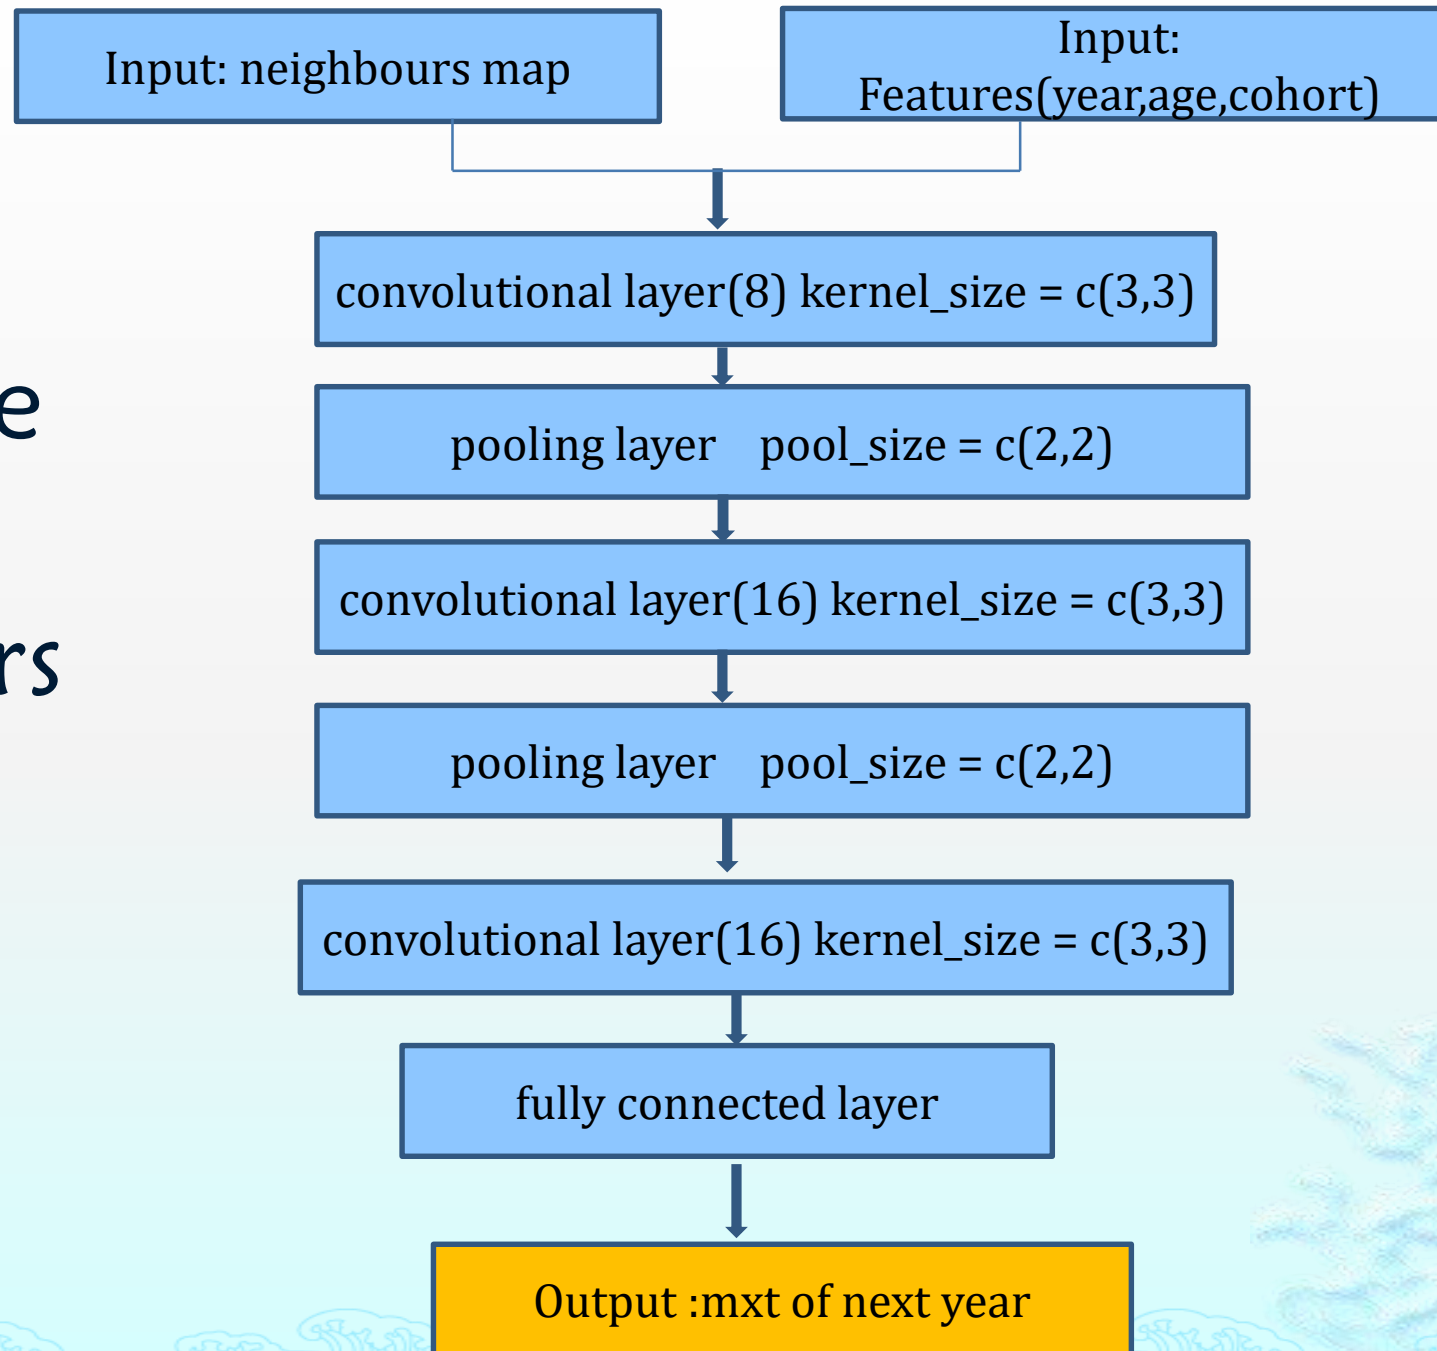 Input: neighbours map
Input:
Features(year,age,cohort)
convolutional layer(8) kernel_size = c(3,3)
pooling layer pool_size = c(2,2)
convolutional layer(16) kernel_size = c(3,3)
pooling layer pool_size = c(2,2)
convolutional layer(16) kernel_size = c(3,3)
fully connected layer
Output :mxt of next year